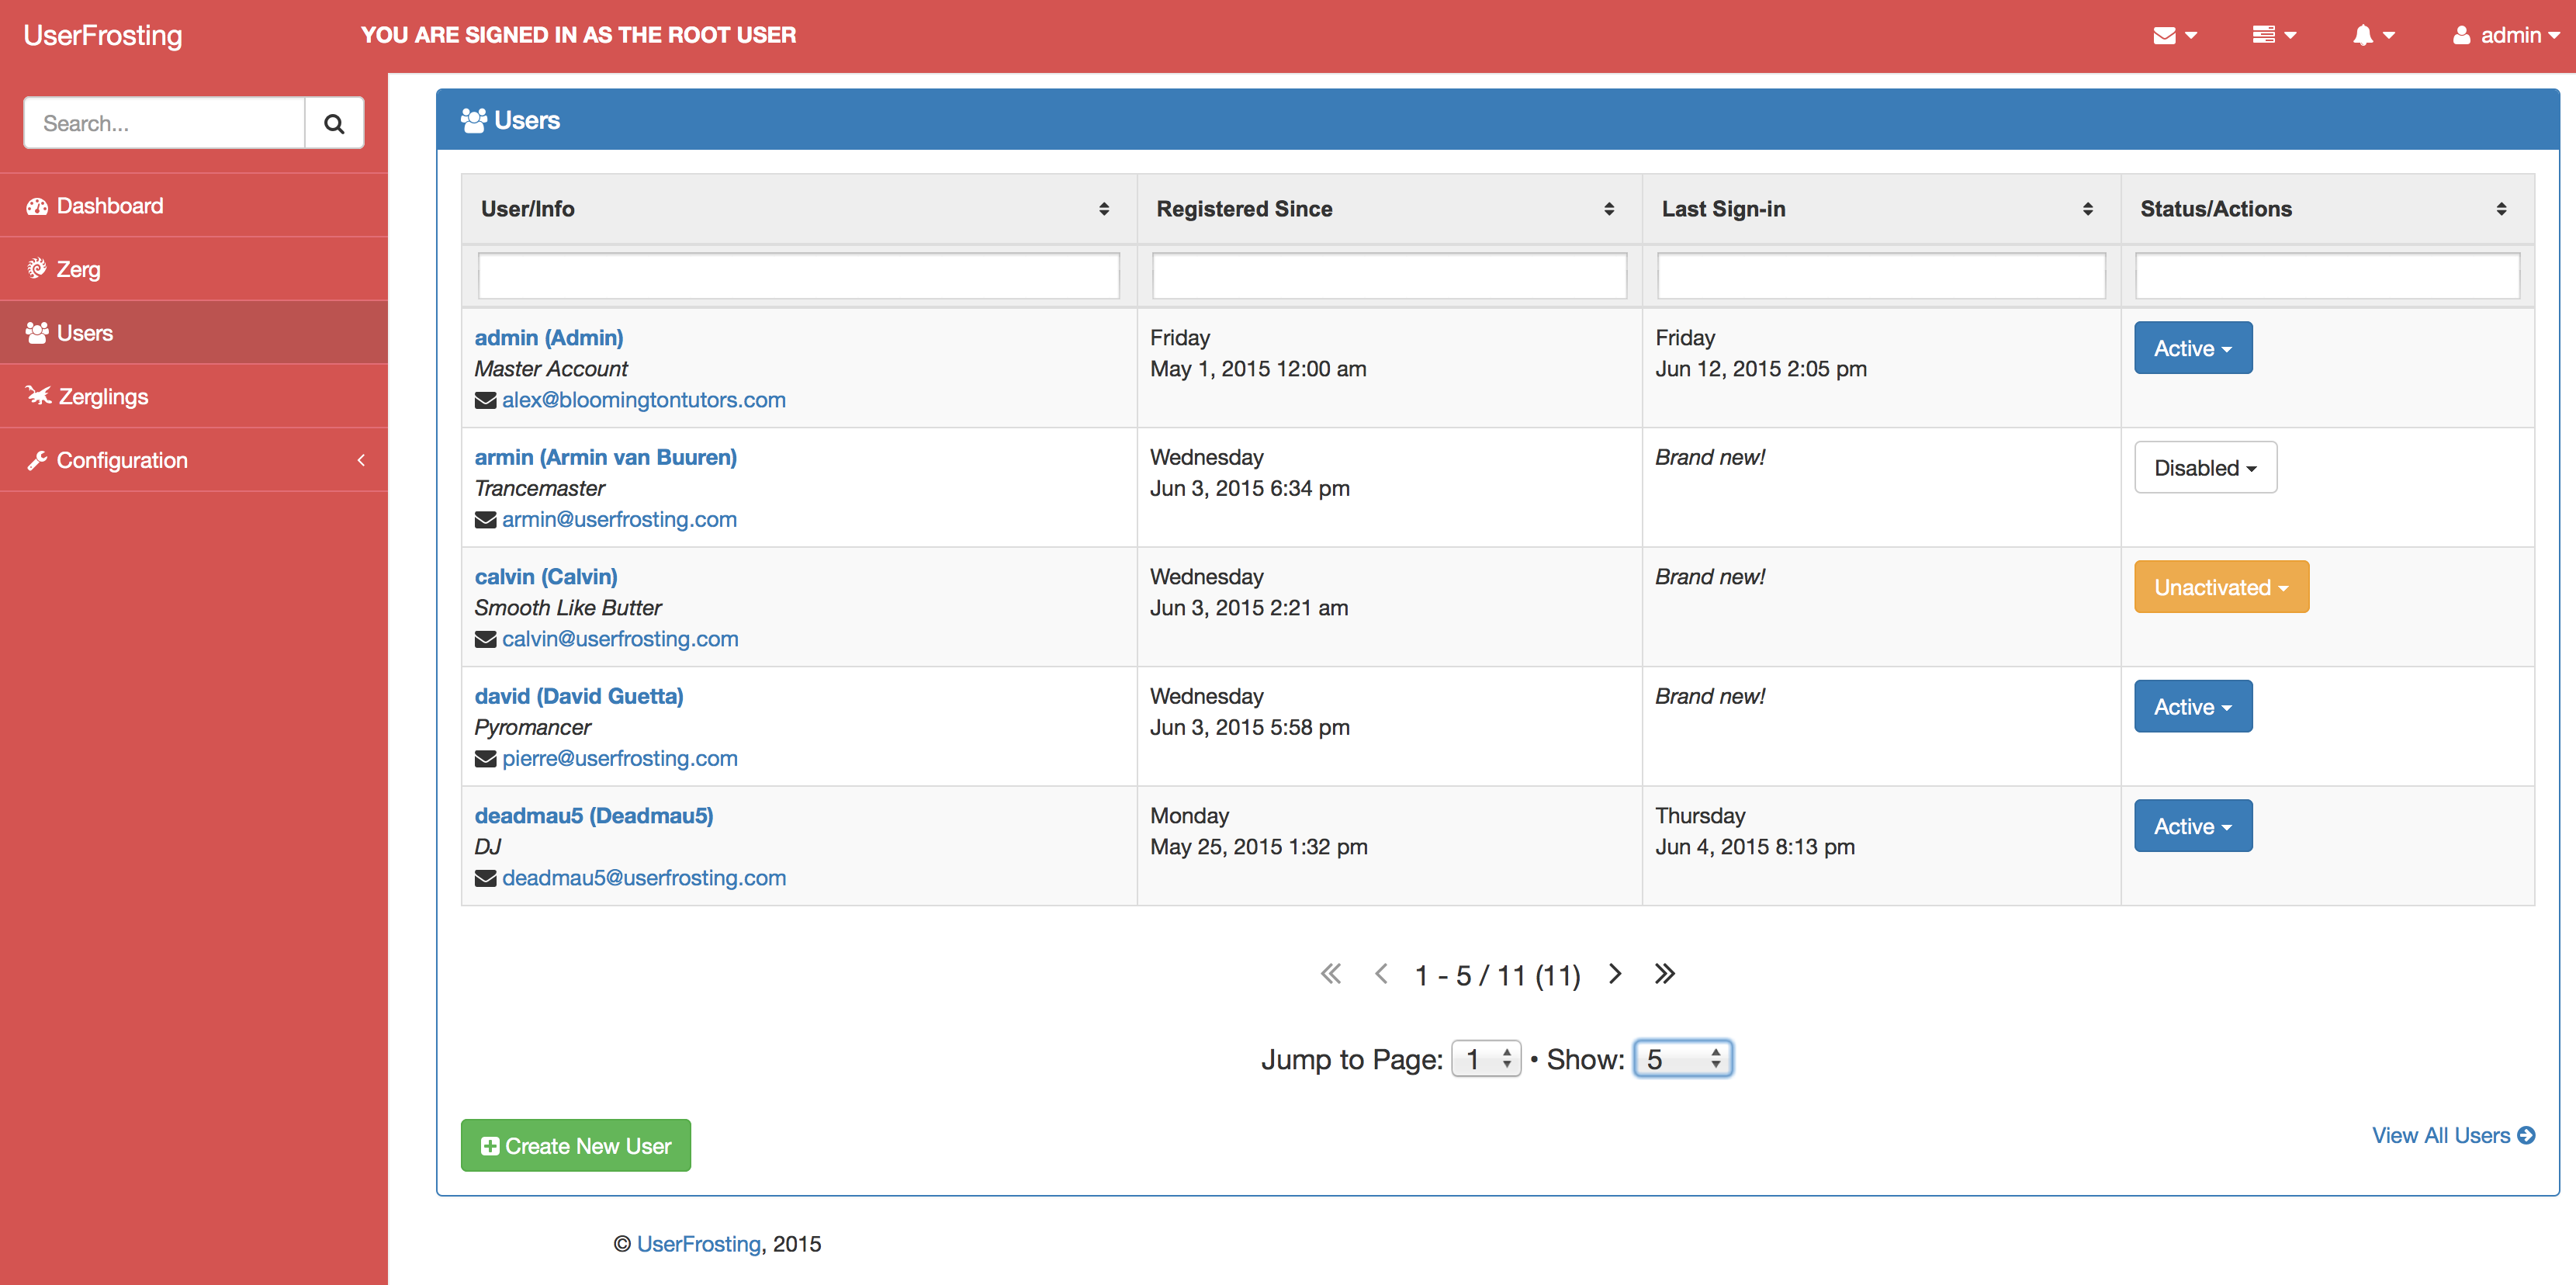 UserFrosting
YOU ARE SIGNED IN AS THE ROOT USER
admin
Search...
Dashboard
Zerg
Users
Zerglings
Configuration
Users
User/Info
Registered Since
Last Sign-in
Status/Actions
admin (Admin)
Master Account
alex@bloomingtontutors.com
Friday
May 1, 2015 12:00 am
Friday
Jun 12, 2015 2:05 pm
Active
armin (Armin van Buuren)
Trancemaster
armin@userfrosting.com
Wednesday
Jun 3, 2015 6:34 pm
Brand new!
Disabled
calvin (Calvin)
Smooth Like Butter
calvin@userfrosting.com
Wednesday
Jun 3, 2015 2:21 am
Brand new!
Unactivated
david (David Guetta)
Pyromancer
pierre@userfrosting.com
Wednesday
Jun 3, 2015 5:58 pm
Brand new!
Active
deadmau5 (Deadmau5)
DJ
deadmau5@userfrosting.com
Monday
May 25, 2015 1:32 pm
Thursday
Jun 4, 2015 8:13 pm
Active
1 - 5 / 11 (11)
Jump to Page: 1 • Show: 5
Create New User
View All Users
© UserFrosting, 2015